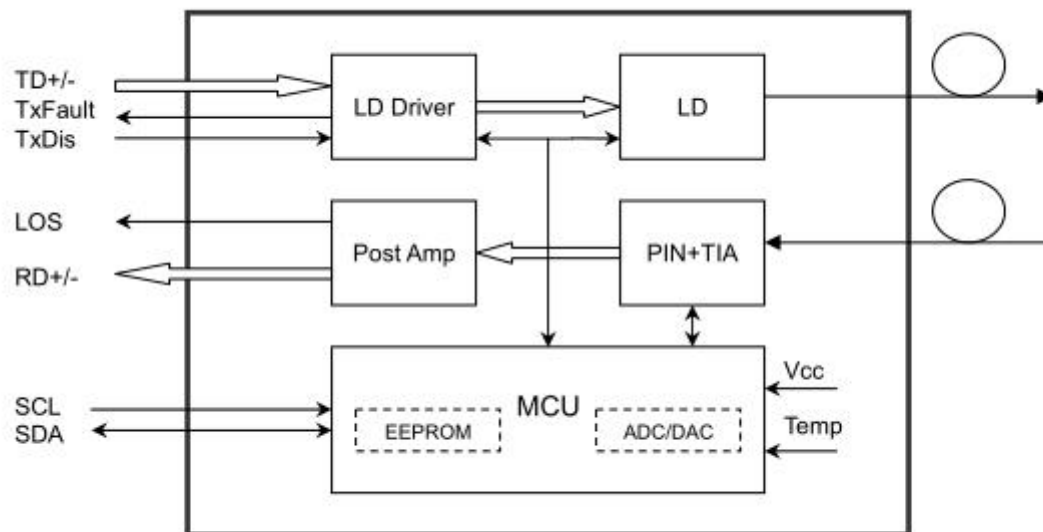 TD+/-
TxFault
TxDis
LD Driver
LD
LOS
RD+/-
Post Amp
PIN+TIA
SCL
SDA
MCU
EEPROM
ADC/DAC
Vcc
Temp